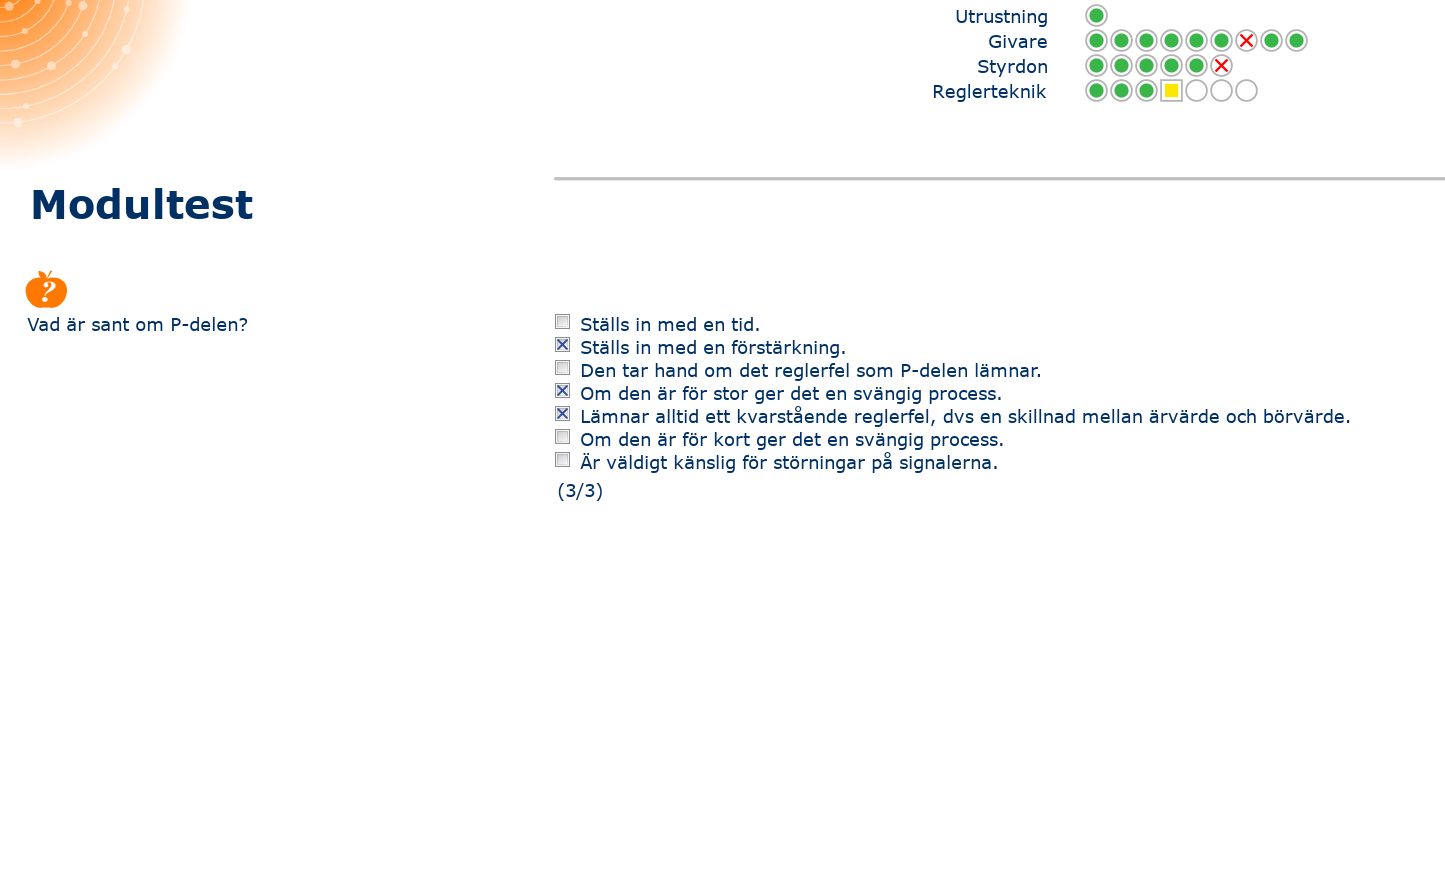 Utrustning
Givare
Styrdon
Reglerteknik
Modultest
?
Vad är sant om P-delen?
Ställs in med en tid.
Ställs in med en förstärkning.
Den tar hand om det reglerfel som P-delen lämnar.
Om den är för stor ger det en svängig process.
Lämnar alltid ett kvarstående reglerfel, dvs en skillnad mellan ärvärde och börvärde.
Om den är för kort ger det en svängig process.
Är väldigt känslig för störningar på signalerna.
(3/3)